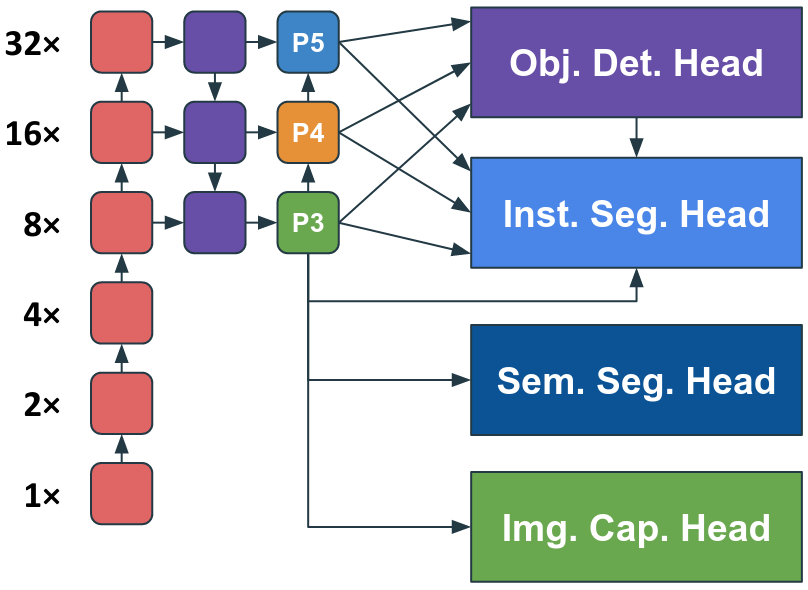 32×
P5
Obj. Det. Head
16×
P4
Inst. Seg. Head
8×
P3
4×
Sem. Seg. Head
2×
1×
Img. Cap. Head